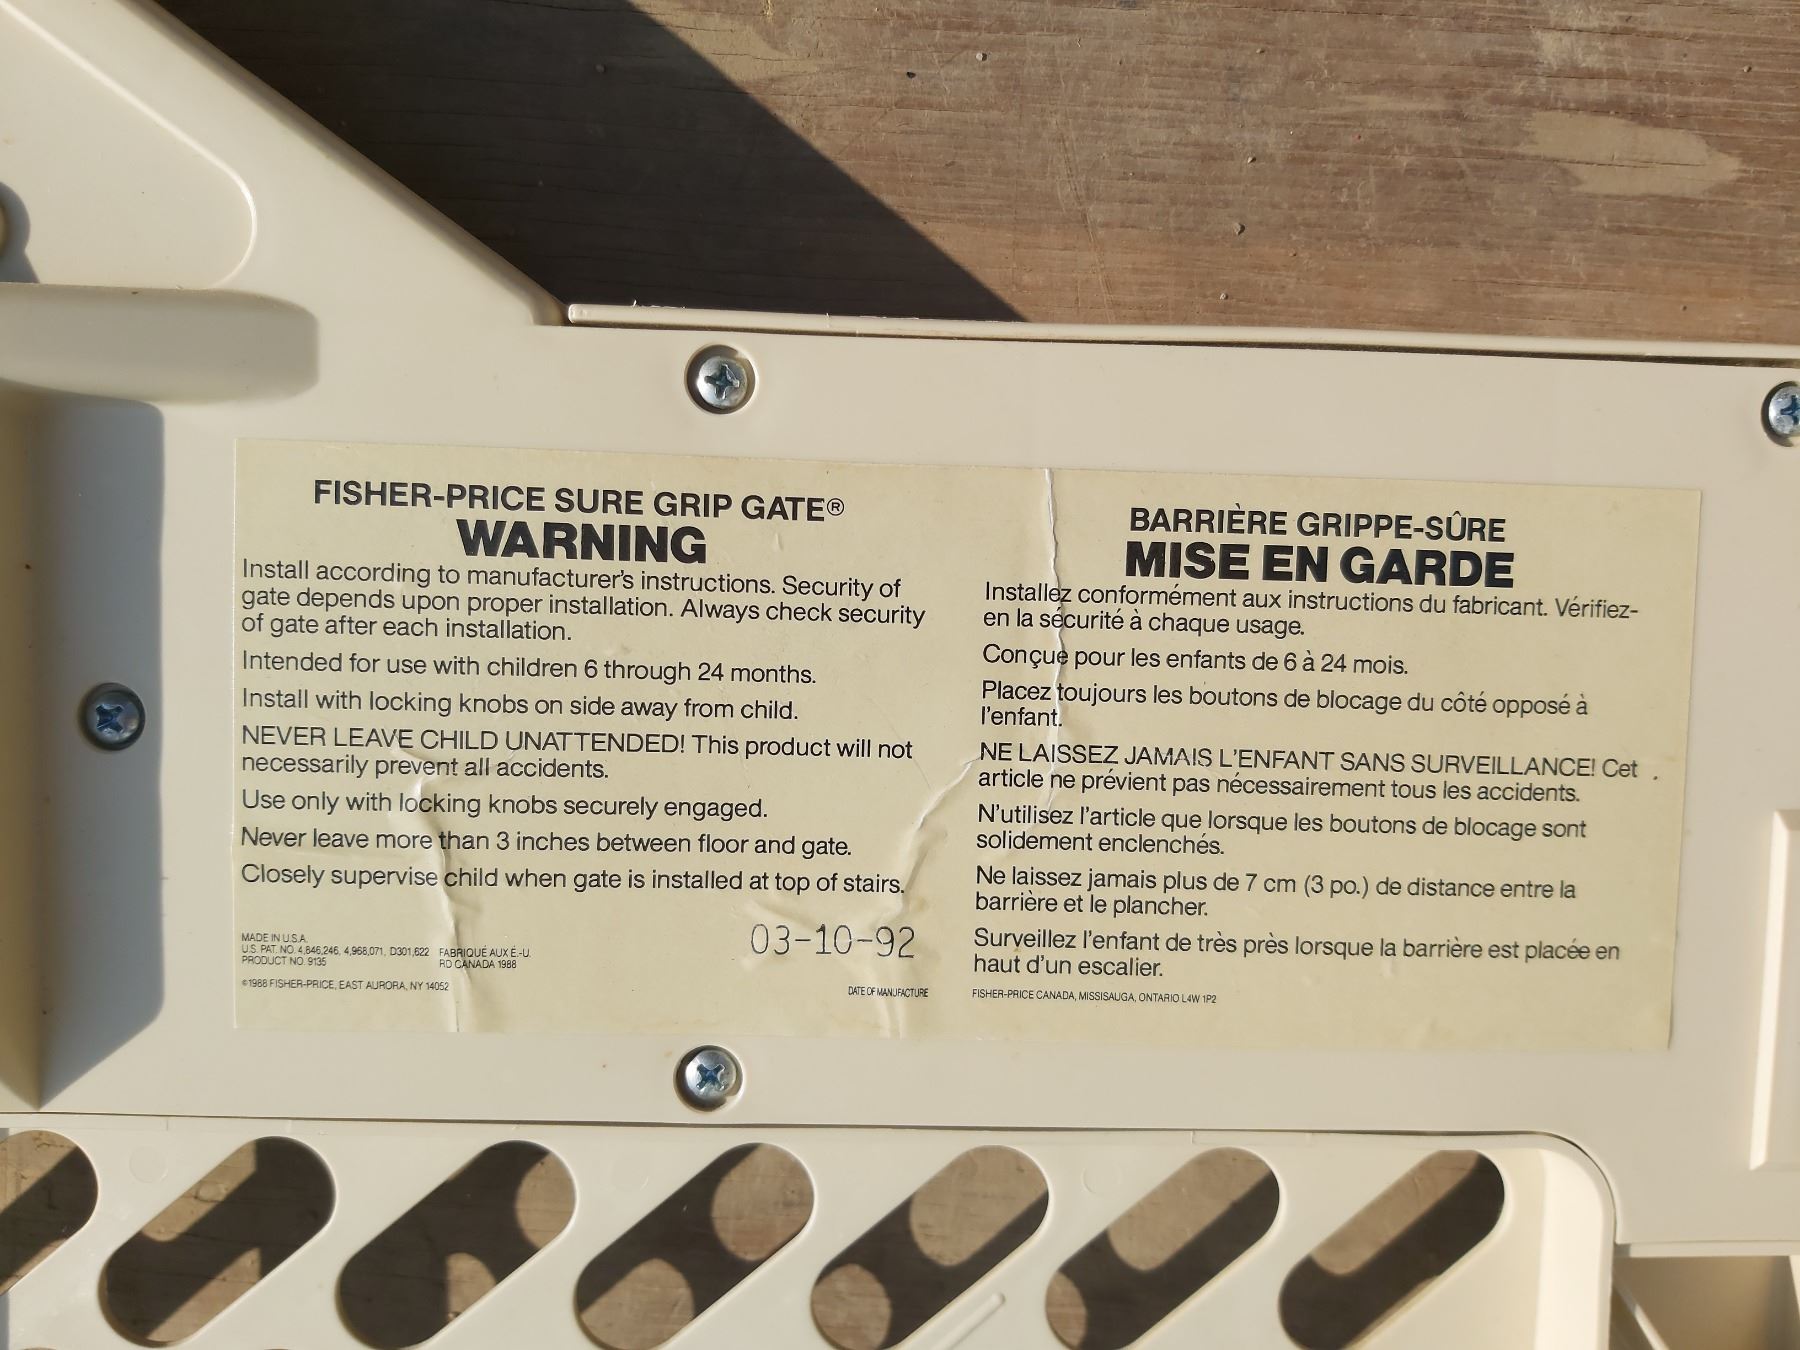 FISHER-PRICE SURE GRIP GATE®
WARNING
Install according to manufacturer's instructions. Security of
gate depends upon proper installation. Always check security
of gate after each installation.
Intended for use with children 6 through 24 months.
Install with locking knobs on side away from child.
NEVER LEAVE CHILD UNATTENDED! This product will not
necessarily prevent all accidents.
Use only with locking knobs securely engaged.
Never leave more than 3 inches between floor and gate.
Closely supervise child when gate is installed at top of stairs.
MADE IN U.S.A.
U.S. PAT. NO. 4,846,246, 4,968,071, D301,622 FABRIQUÉ AUX É.-U.
PRODUCT NO. 9135 RD CANADA 1988
©1988 FISHER-PRICE, EAST AURORA, NY 14052
03-10-92
DATE OF MANUFACTURE
BARRIÈRE GRIPPE-SÛRE
MISE EN GARDE
Installez conformément aux instructions du fabricant. Vérifiez-
en la sécurité à chaque usage.
Conçue pour les enfants de 6 à 24 mois.
Placez toujours les boutons de blocage du côté opposé à
l'enfant.
NE LAISSEZ JAMAIS L'ENFANT SANS SURVEILLANCE! Cet
article ne prévient pas nécessairement tous les accidents.
N'utilisez l'article que lorsque les boutons de blocage sont
solidement enclenchés.
Ne laissez jamais plus de 7 cm (3 po.) de distance entre la
barrière et le plancher.
Surveillez l'enfant de très près lorsque la barrière est placée en
haut d'un escalier.
FISHER-PRICE CANADA, MISSISAUGA, ONTARIO L4W 1P2